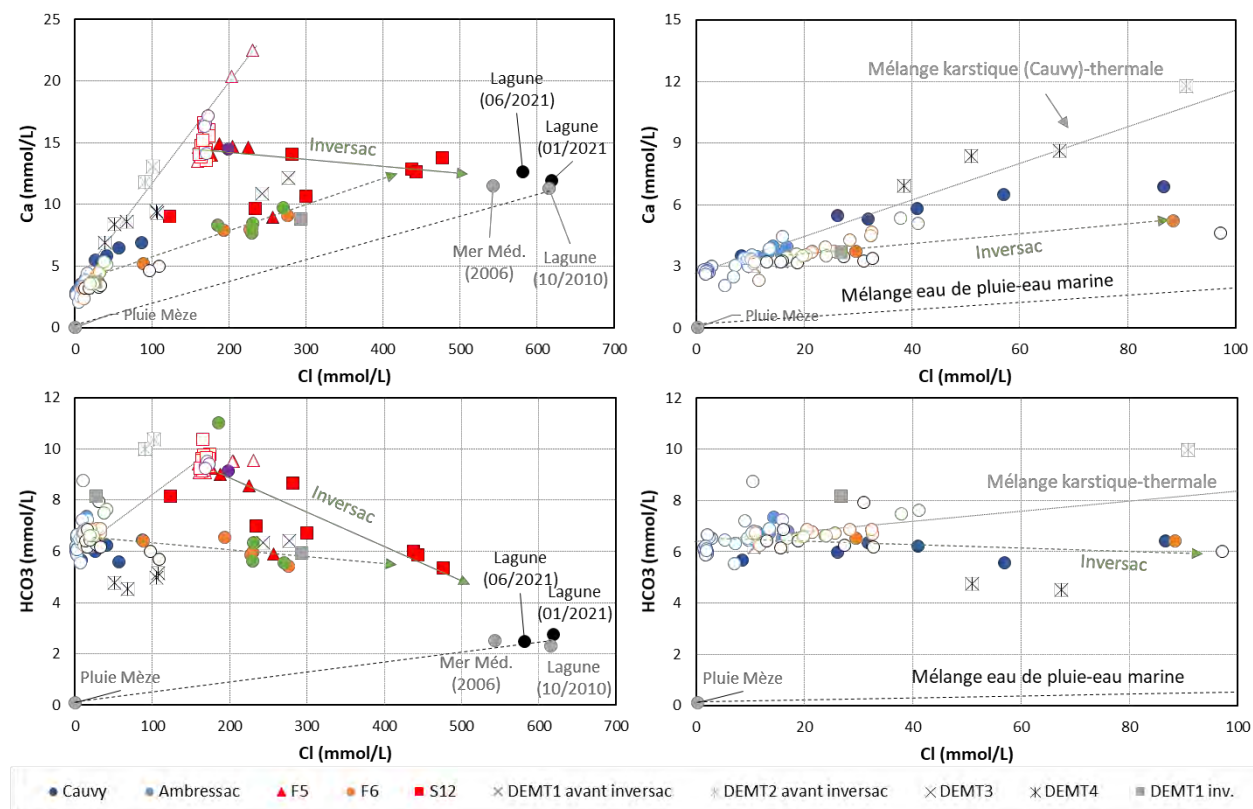 25
20
15
10
5
0
Ca (mmol/L)
0 100 200 300 400 500 600 700
Cl (mmol/L)
Lagune
(06/2021)
Inversac
Lagune
(01/2021
Mer Méd.
(2006)
Lagune
(10/2010)
Pluie Mèze
15
12
9
6
3
0
Ca (mmol/L)
0 20 40 60 80 100
Cl (mmol/L)
Mélange karstique (Cauvy)-thermale
Inversac
Mélange eau de pluie-eau marine
Pluie Mèze
12
10
8
6
4
2
0
HCO3 (mmol/L)
0 100 200 300 400 500 600 700
Cl (mmol/L)
Inversac
Lagune
(06/2021)
Lagune
(01/2021)
Pluie Mèze
Mer Méd.
(2006)
Lagune
(10/2010)
12
10
8
6
4
2
0
HCO3 (mmol/L)
0 20 40 60 80 100
Cl (mmol/L)
Mélange karstique-thermale
Inversac
Pluie Mèze
Mélange eau de pluie-eau marine
Cauvy Ambressac F5 F6 S12 DEMT1 avant inversac DEMT2 avant inversac DEMT3 DEMT4 DEMT1 inv.